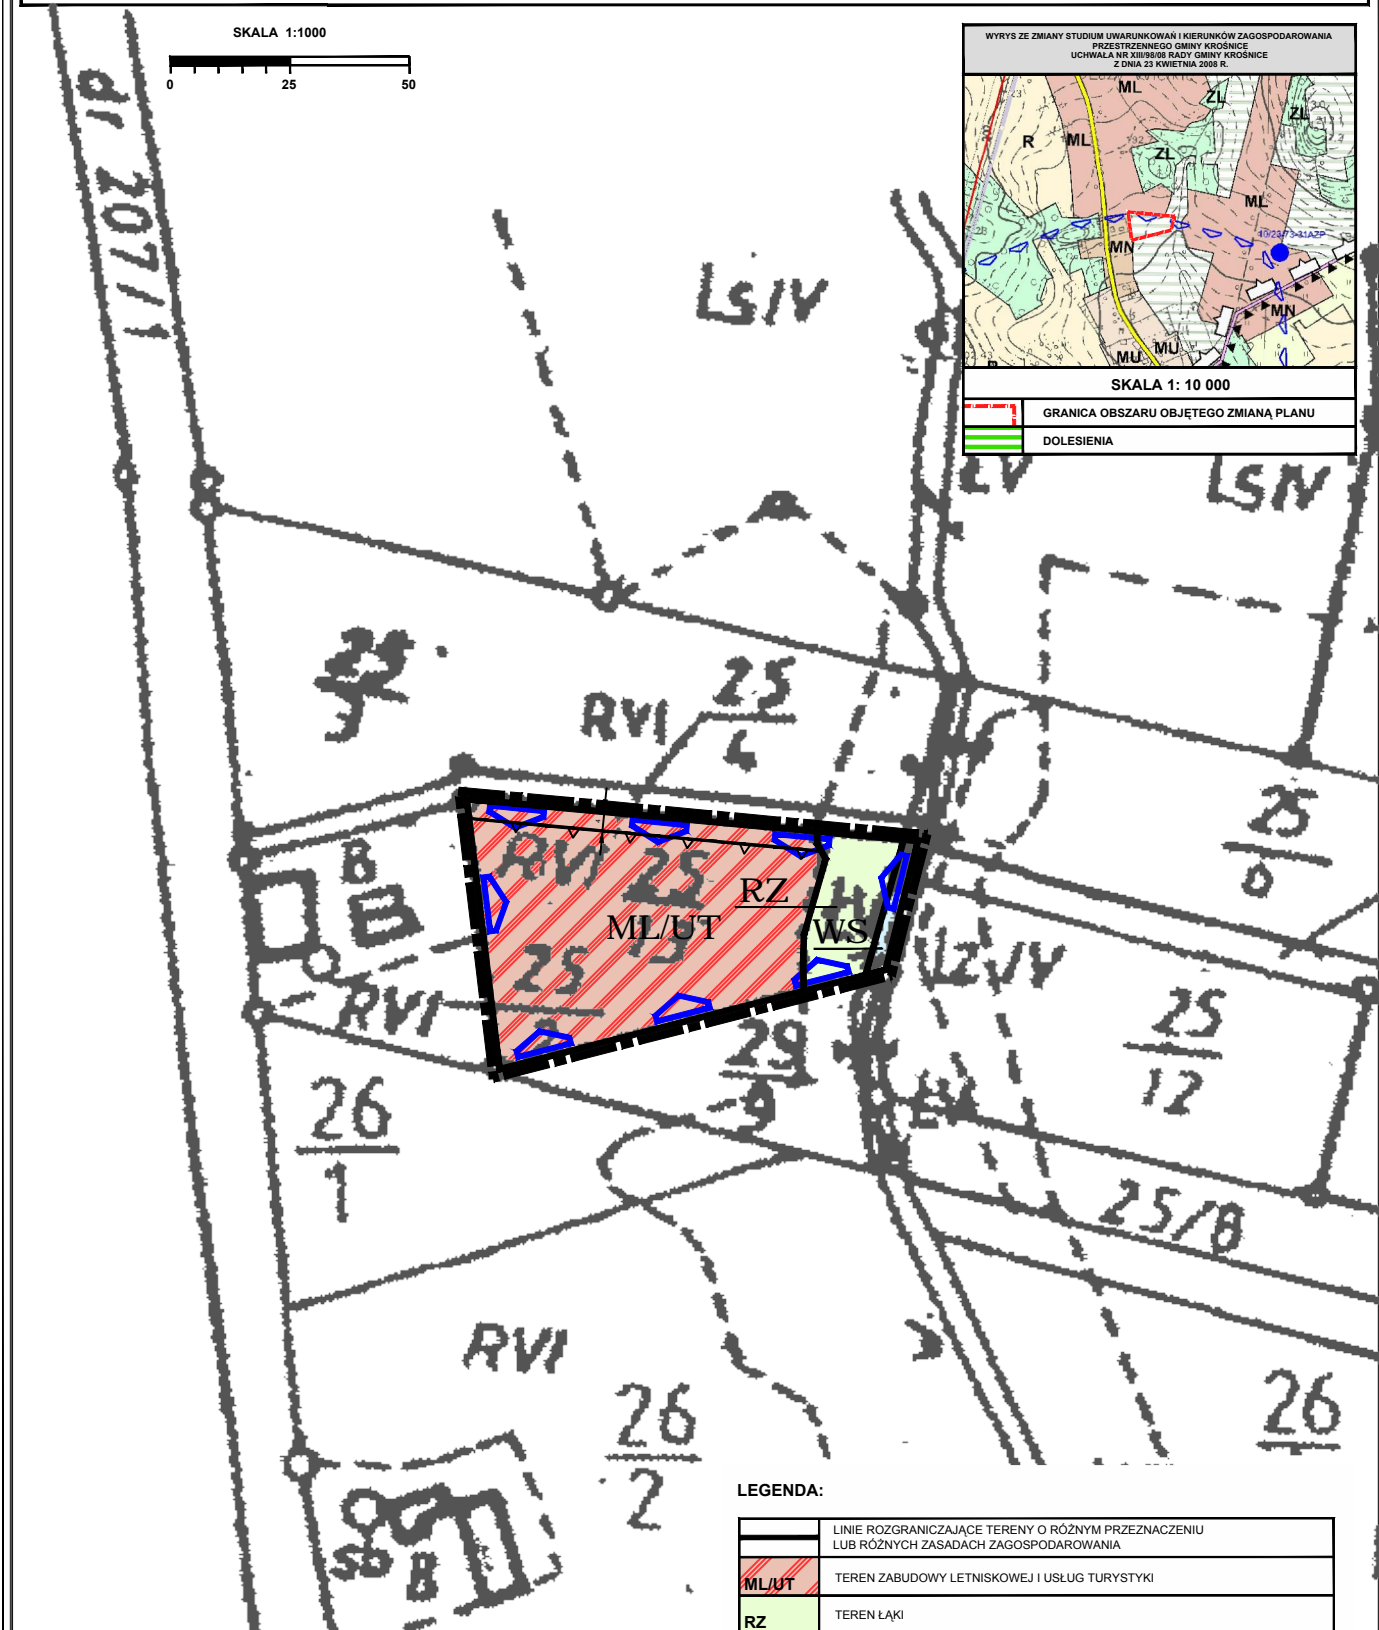 SKALA 1:1000
0 25 50
WYRYS ZE ZMIANY STUDIUM UWARUNKOWAŃ I KIERUNKÓW ZAGOSPODAROWANIA
PRZESTRZENNEGO GMINY KROŚNICE
UCHWAŁA NR XIII/98/08 RADY GMINY KROŚNICE
Z DNIA 23 KWIETNIA 2008 R.
ML
ZL
ZL
R
ML
ZL
ML
MN
MN
MU
MU
SKALA 1: 10 000
GRANICA OBSZARU OBJĘTEGO ZMIANĄ PLANU
DOLESIENIA
dr 207/1
LSIV
LSIV
RVI
25
6
25
B
RVI
25
RZ
ML/UT
WS
25
RVI
LZIV
25
12
29
9
26
1
25/8
RVI
26
2
26
B
LEGENDA:
LINIE ROZGRANICZAJĄCE TERENY O RÓŻNYM PRZEZNACZENIU
LUB RÓŻNYCH ZASADACH ZAGOSPODAROWANIA
ML/UT TEREN ZABUDOWY LETNISKOWEJ I USŁUG TURYSTYKI
RZ TEREN ŁĄKI